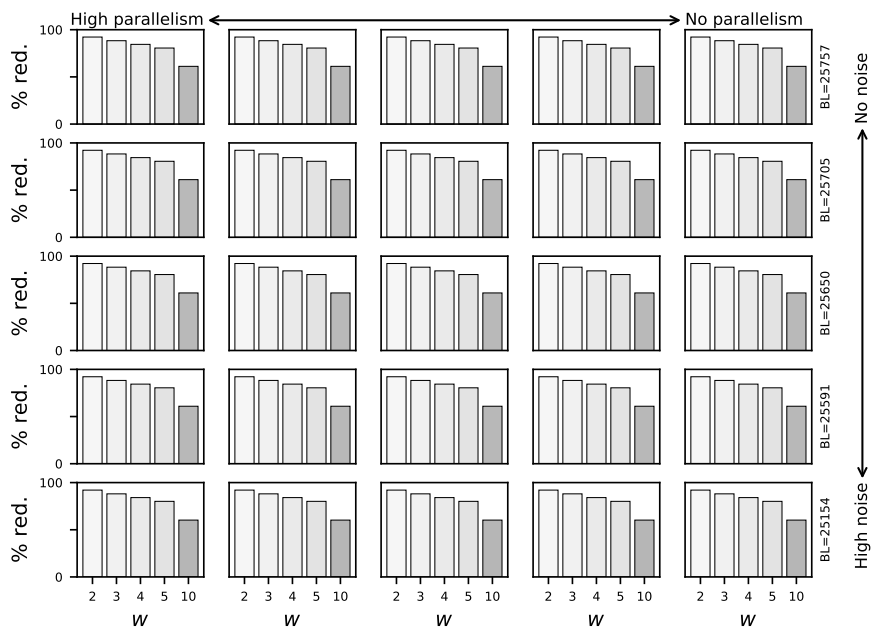 High parallelism No parallelism
100
% red.
0
BL=25757
No noise
100
% red.
0
BL=25705
100
% red.
0
BL=25650
100
% red.
0
BL=25591
100
% red.
0
BL=25154
High noise
2 3 4 5 10 2 3 4 5 10 2 3 4 5 10 2 3 4 5 10 2 3 4 5 10
w w w w w